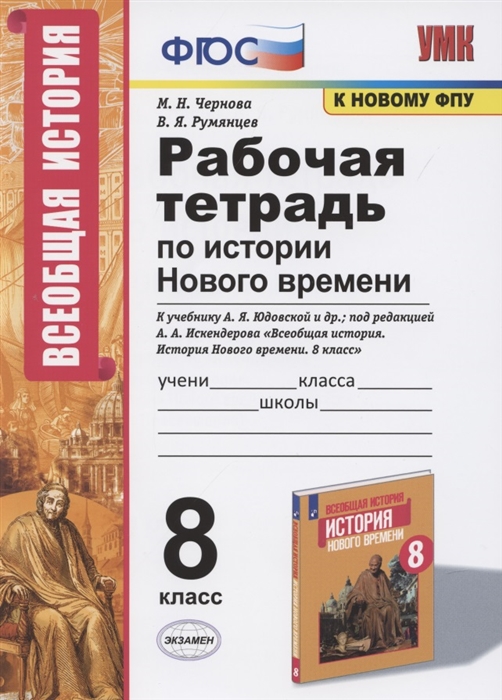 ФГОС
УМК
М. Н. Чернова
В. Я. Румянцев
К НОВОМУ ФПУ
Рабочая
тетрадь
по истории
Нового времени
К учебнику А. Я. Юдовской и др.; под редакцией
А. А. Искендерова «Всеобщая история.
История Нового времени. 8 класс»
учени класса
школы
ВСЕОБЩАЯ ИСТОРИЯ
8
класс
ЭКЗАМЕН
ВСЕОБЩАЯ ИСТОРИЯ
ИСТОРИЯ
НОВОГО ВРЕМЕНИ
8
8